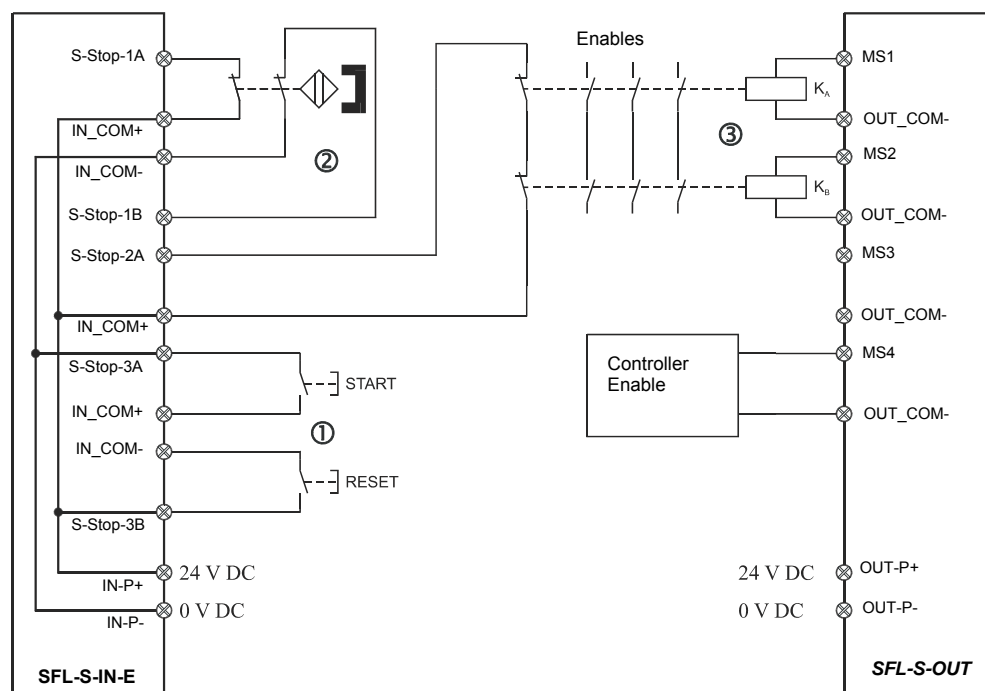 S-Stop-1A
IN_COM+
IN_COM-
S-Stop-1B
S-Stop-2A
IN_COM+
S-Stop-3A
IN_COM+
IN_COM-
S-Stop-3B
IN-P+
24 V DC
IN-P-
0 V DC
SFL-S-IN-E
②
START
①
RESET
Enables
③
Controller
Enable
K_A
K_B
MS1
OUT_COM-
MS2
OUT_COM-
MS3
OUT_COM-
MS4
OUT_COM-
24 V DC
OUT-P+
0 V DC
OUT-P-
SFL-S-OUT